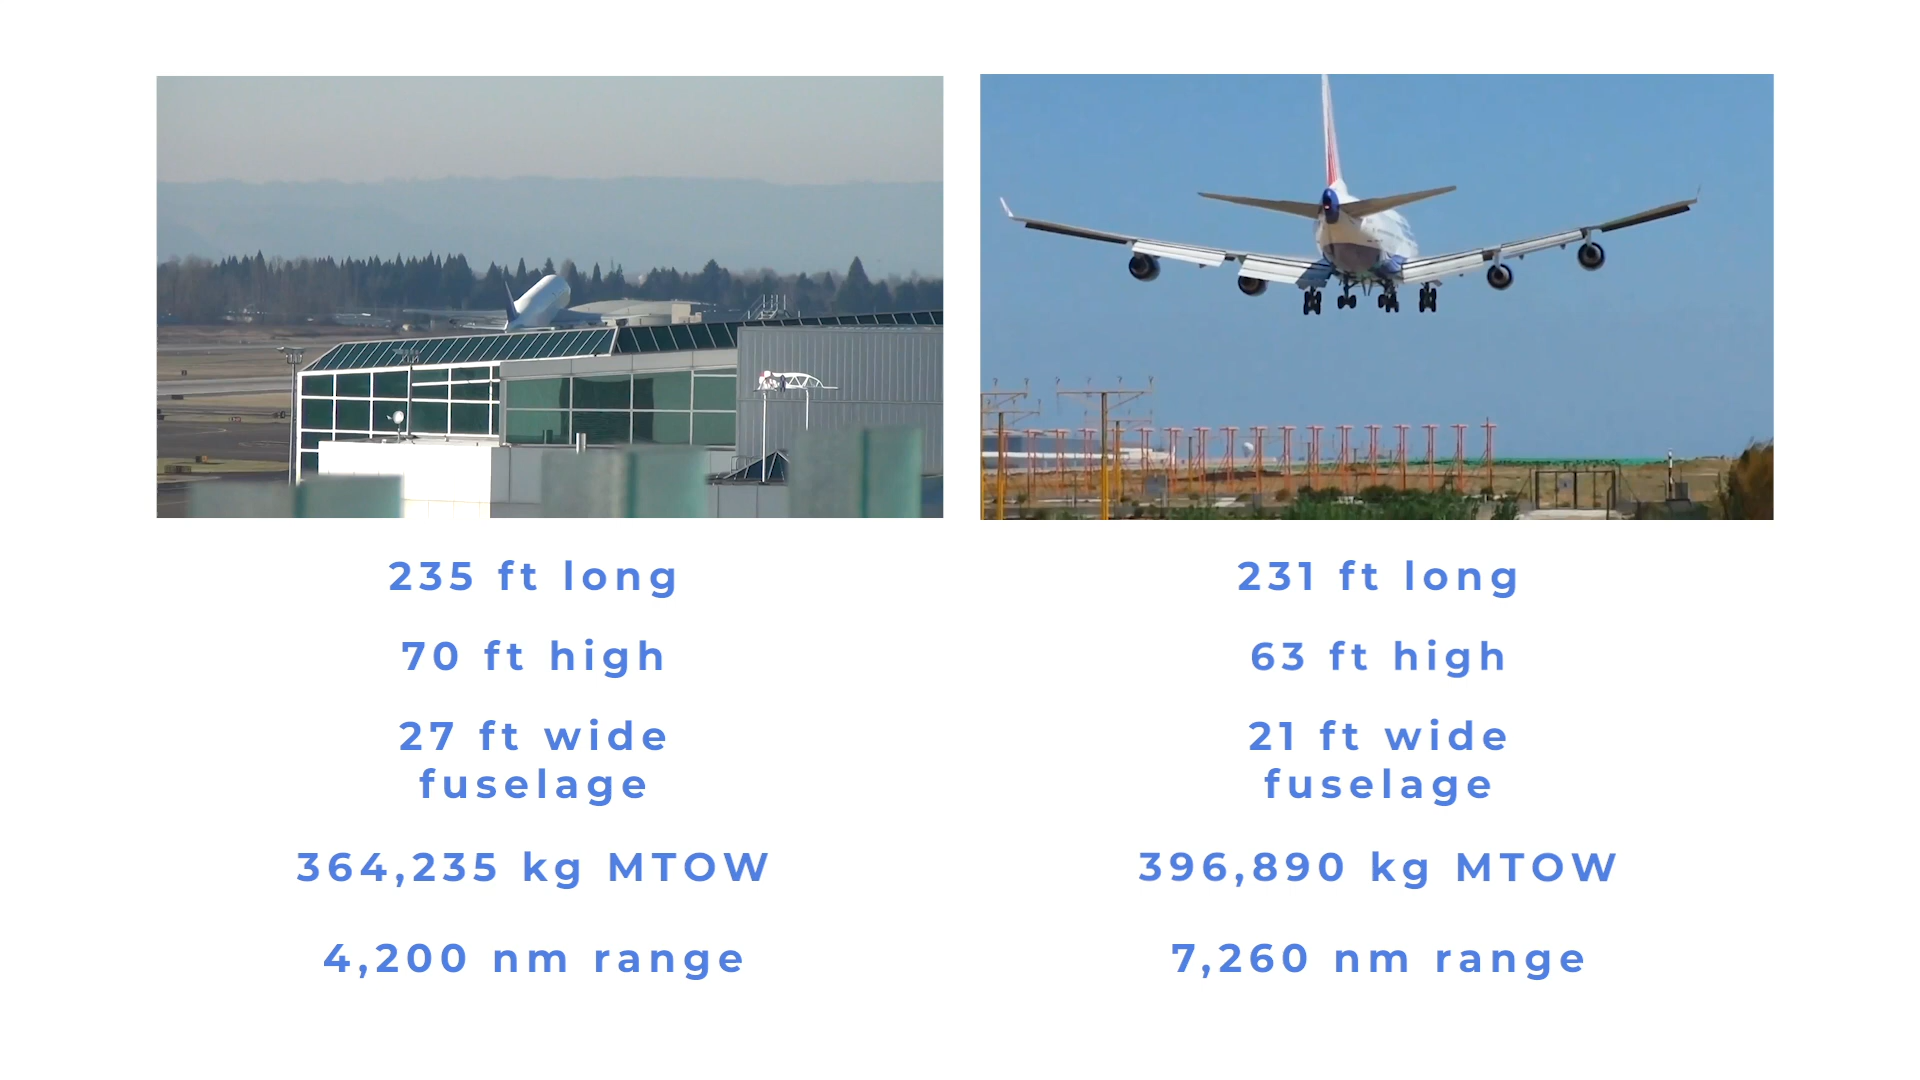 235 ft long
70 ft high
27 ft wide
fuselage
364,235 kg MTOW
4,200 nm range
231 ft long
63 ft high
21 ft wide
fuselage
396,890 kg MTOW
7,260 nm range